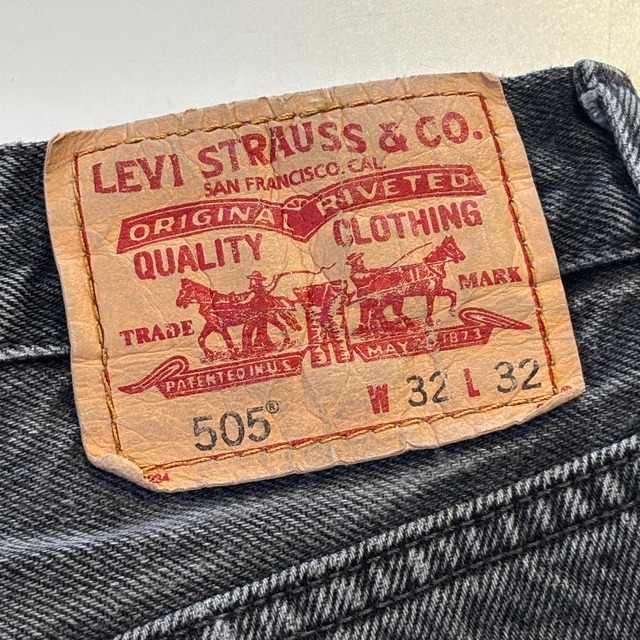 LEVI STRAUSS & CO.
SAN FRANCISCO, CAL.
ORIGINAL RIVETED
QUALITY CLOTHING
TRADE MARK
PATENTED IN U.S. MAY 20 1873
505® W 32 L 32